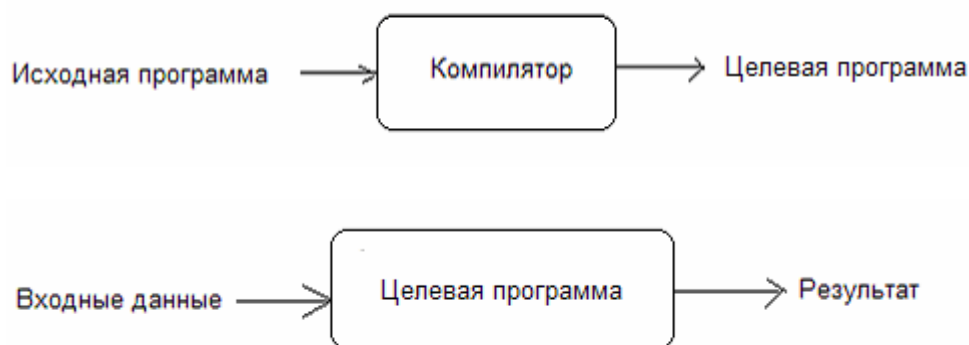 Исходная программа
Компилятор
Целевая программа
Входные данные
Целевая программа
Результат